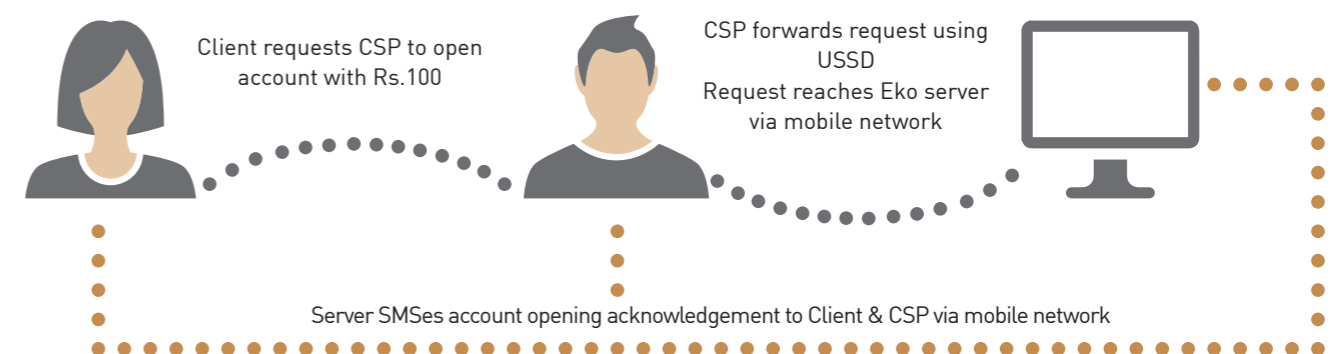 Client requests CSP to open
account with Rs.100
CSP forwards request using
USSD
Request reaches Eko server
via mobile network
Server SMSes account opening acknowledgement to Client & CSP via mobile network